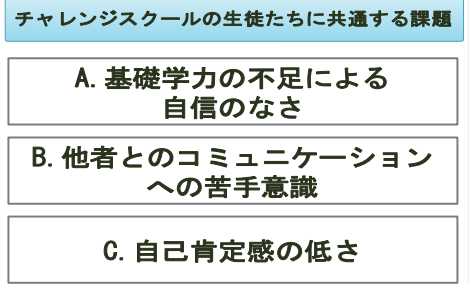 チャレンジスクールの生徒たちに共通する課題
A.基礎学力の不足による
自信のなさ
B.他者とのコミュニケーション
への苦手意識
C.自己肯定感の低さ